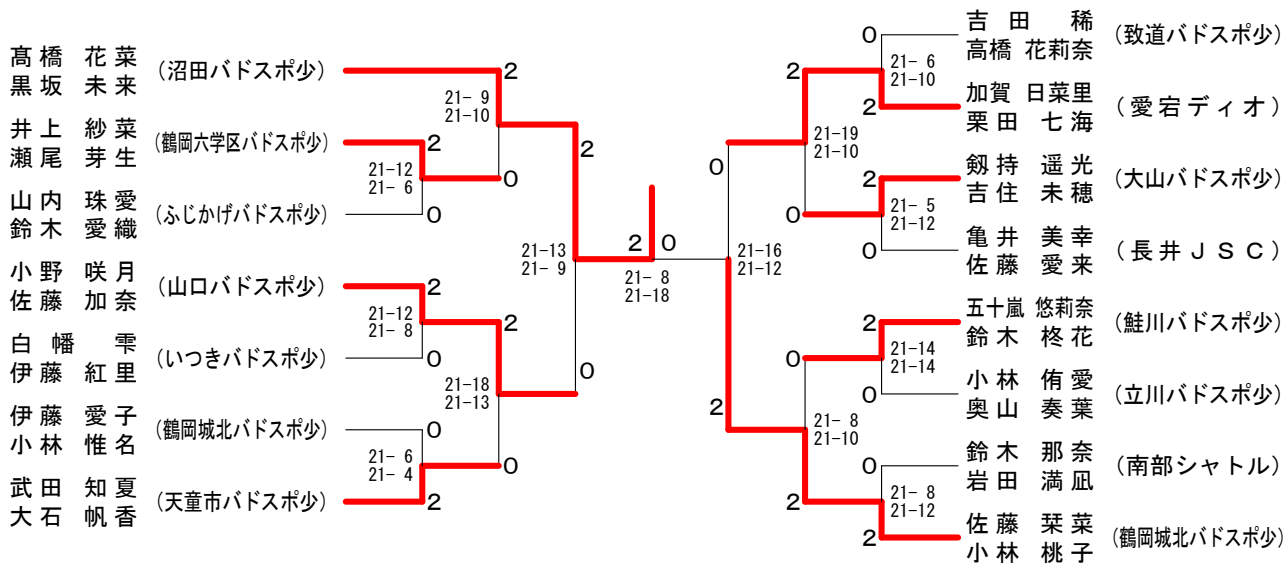 髙橋 花菜
黒坂 未来
(沼田バドスポ少)
井上 紗菜
瀬尾 芽生
(鶴岡六学区バドスポ少)
山内 珠愛
鈴木 愛織
(ふじかげバドスポ少)
小野 咲月
佐藤 加奈
(山口バドスポ少)
白幡 雫
伊藤 紅里
(いつきバドスポ少)
伊藤 愛子
小林 惟名
(鶴岡城北バドスポ少)
武田 知夏
大石 帆香
(天童市バドスポ少)
2
0
21-12
21- 6
2
0
21-12
21- 8
0
2
21- 6
21- 4
2
0
21- 9
21-10
2
0
21-18
21-13
2
0
21-13
21- 9
2 0
21- 8
21-18
0
2
21-16
21-12
2
0
21-19
21-10
0
2
21- 8
21-10
0
2
21- 6
21-10
2
0
21- 5
21-12
2
0
21-14
21-14
0
2
21- 8
21-12
吉田 稀
高橋 花莉奈
(致道バドスポ少)
加賀 日菜里
栗田 七海
(愛宕ディオ)
剱持 遥光
吉住 未穂
(大山バドスポ少)
亀井 美幸
佐藤 愛来
(長井JSC)
五十嵐 悠莉奈
鈴木 柊花
(鮭川バドスポ少)
小林 侑愛
奥山 奏葉
(立川バドスポ少)
鈴木 那奈
岩田 満凪
(南部シャトル)
佐藤 栞菜
小林 桃子
(鶴岡城北バドスポ少)